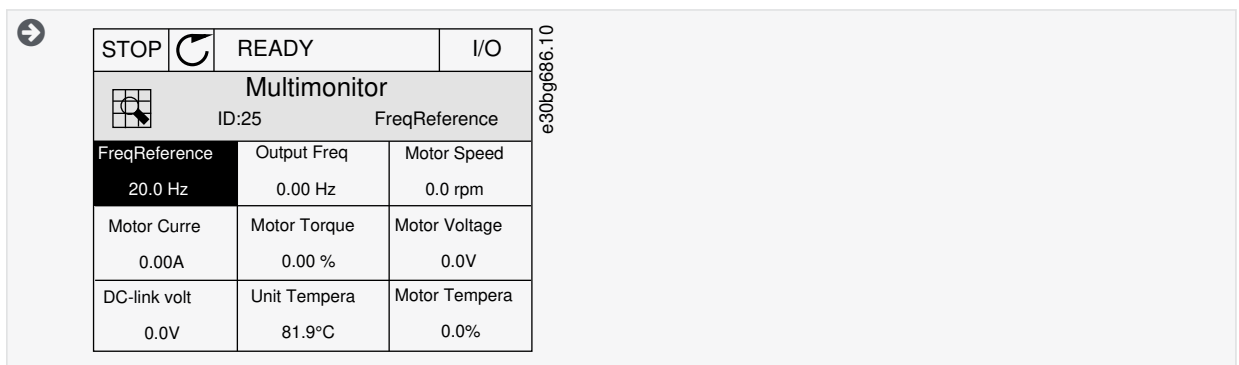 STOP READY I/O
Multimonitor
ID:25 FreqReference
FreqReference Output Freq Motor Speed
20.0 Hz 0.00 Hz 0.0 rpm
Motor Curre Motor Torque Motor Voltage
0.00A 0.00 % 0.0V
DC-link volt Unit Tempera Motor Tempera
0.0V 81.9°C 0.0%
e30bg686.10